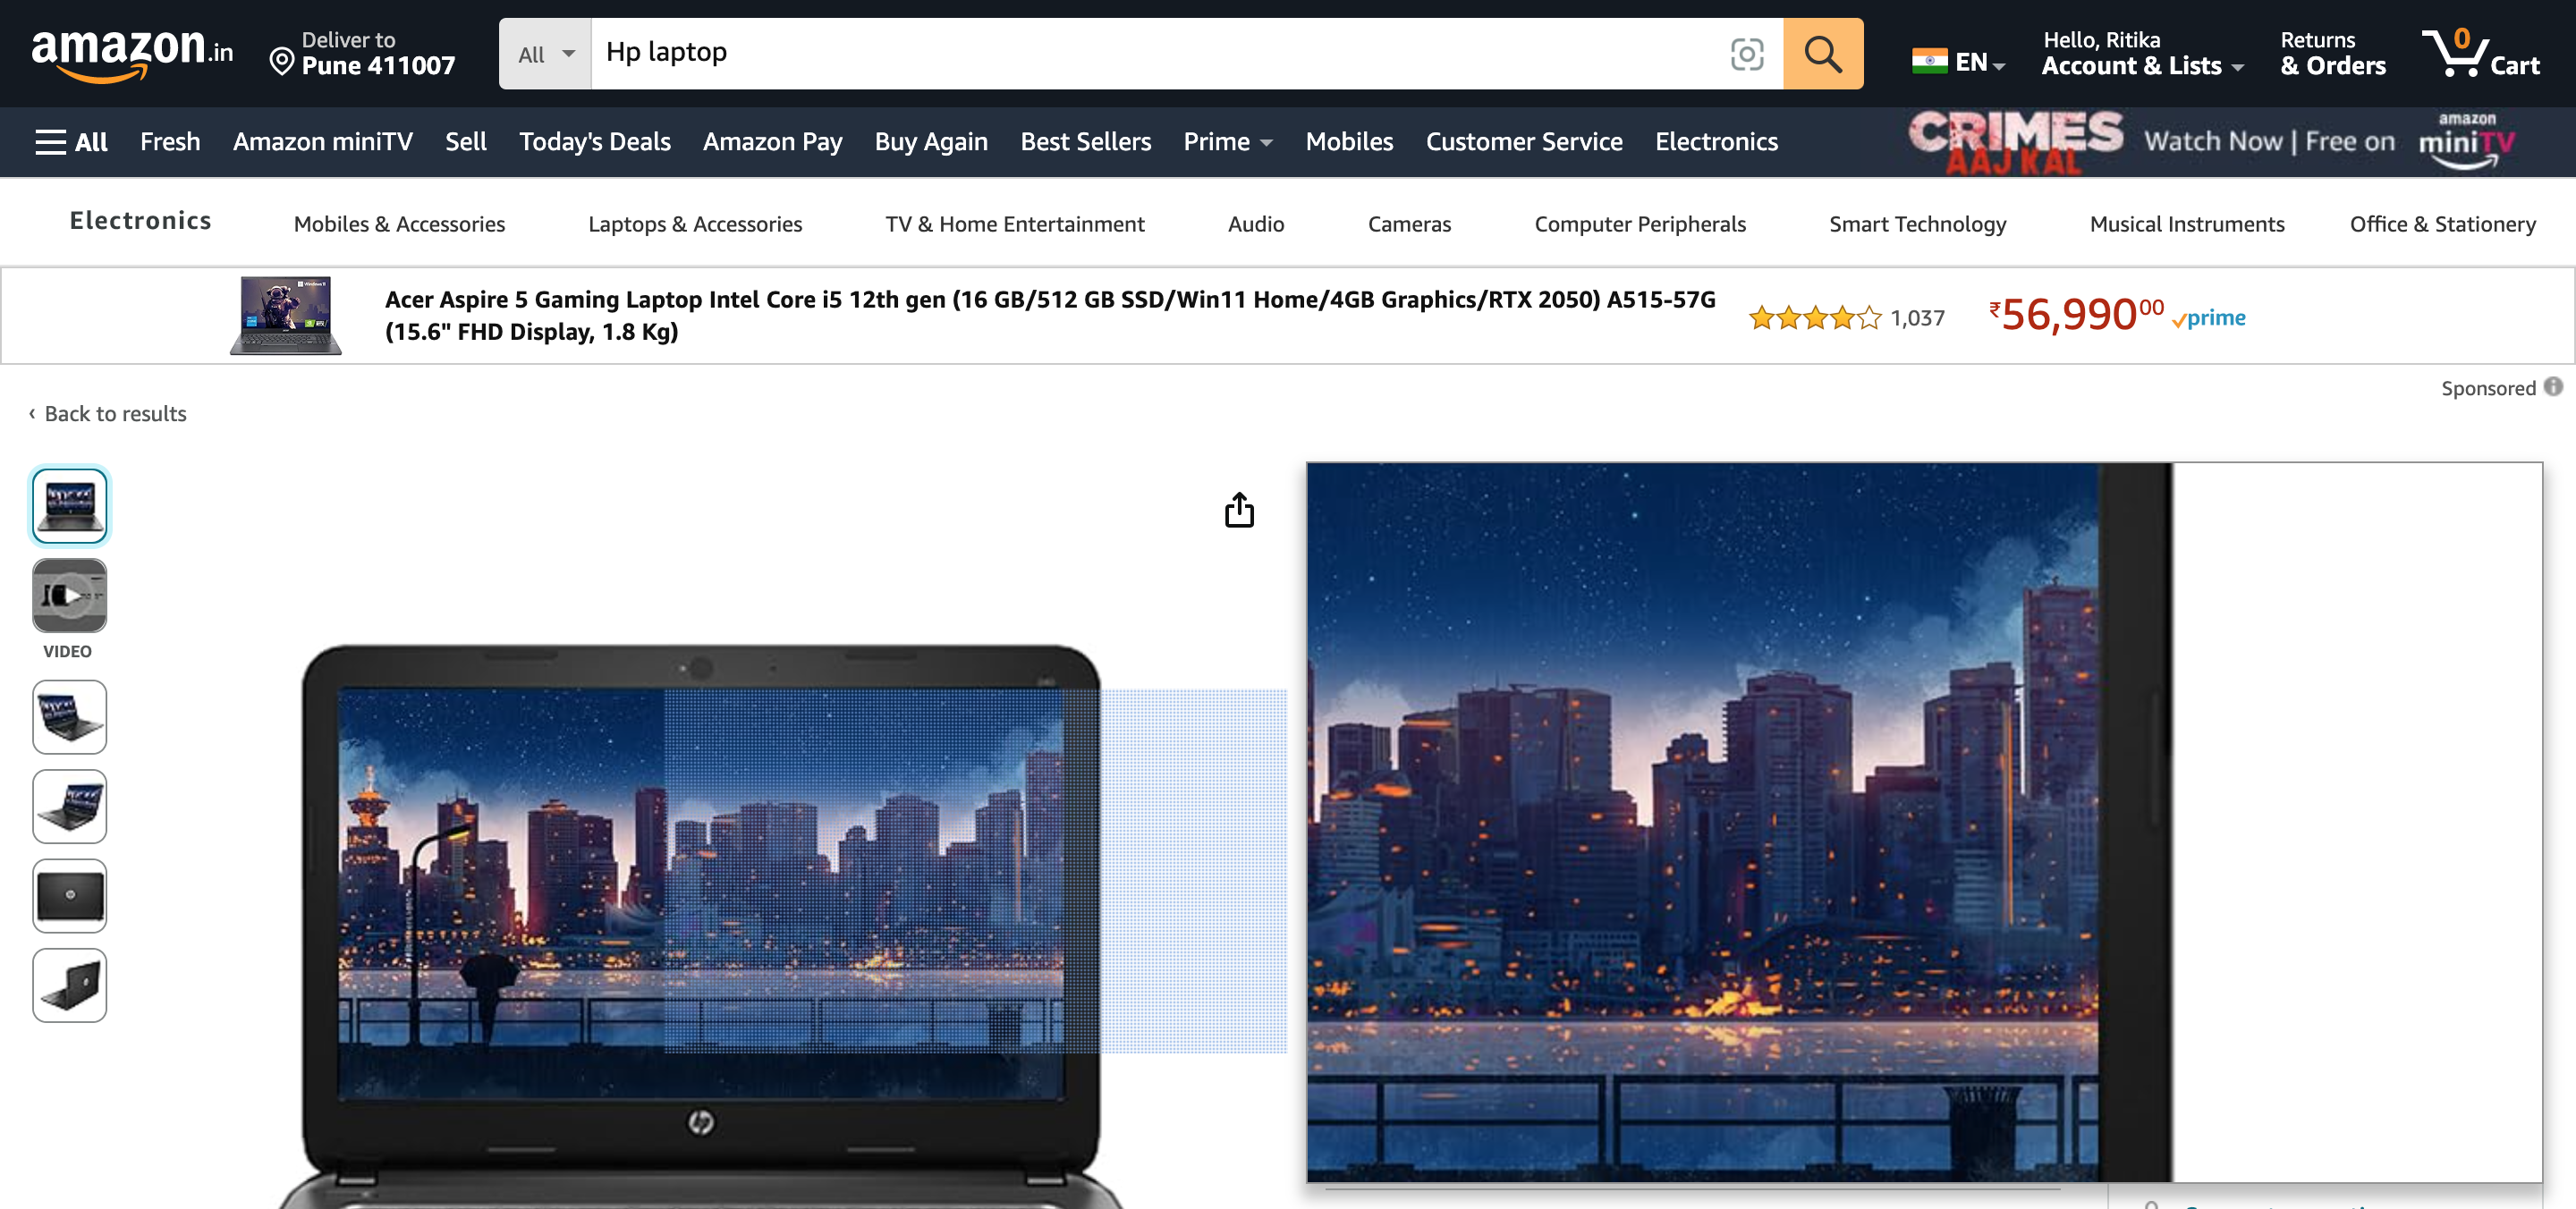 amazon.in
Deliver to
Pune 411007
All
Hp laptop
EN
Hello, Ritika
Account & Lists
Returns
& Orders
0
Cart
All
Fresh
Amazon miniTV
Sell
Today's Deals
Amazon Pay
Buy Again
Best Sellers
Prime
Mobiles
Customer Service
Electronics
CRIMES
AAJ KAL
Watch Now | Free on
amazon
miniTV
Electronics
Mobiles & Accessories
Laptops & Accessories
TV & Home Entertainment
Audio
Cameras
Computer Peripherals
Smart Technology
Musical Instruments
Office & Stationery
Acer Aspire 5 Gaming Laptop Intel Core i5 12th gen (16 GB/512 GB SSD/Win11 Home/4GB Graphics/RTX 2050) A515-57G
(15.6" FHD Display, 1.8 Kg)
1,037
₹56,99000
prime
Sponsored
‹ Back to results
VIDEO
hp